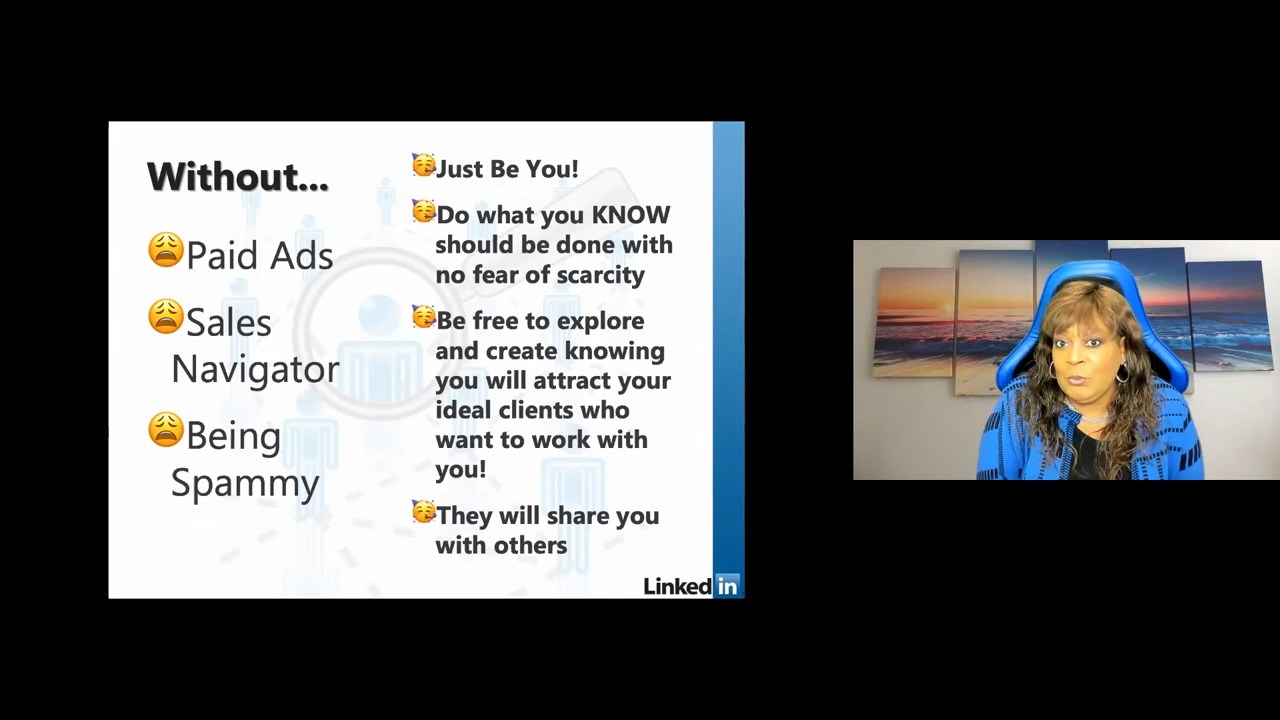 Without...
Paid Ads
Sales
Navigator
Being
Spammy
Just Be You!
Do what you KNOW
should be done with
no fear of scarcity
Be free to explore
and create knowing
you will attract your
ideal clients who
want to work with
you!
They will share you
with others
Linked in